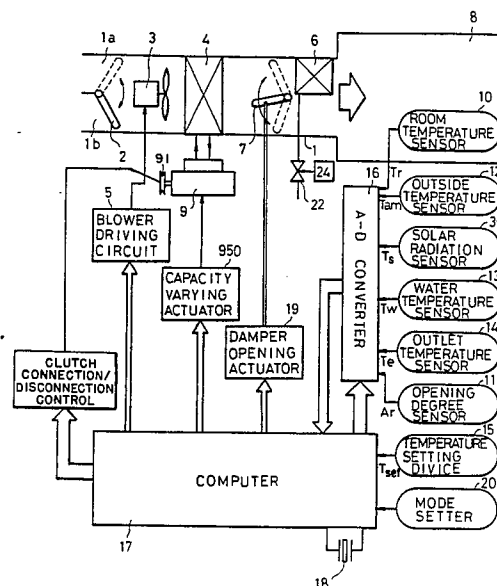 1a
3
4
6
8
1b
2
7
1
91
9
24
22
5
BLOWER
DRIVING
CIRCUIT
950
CAPACITY
VARYING
ACTUATOR
19
DAMPER
OPENING
ACTUATOR
CLUTCH
CONNECTION/
DISCONNECTION
CONTROL
16
A-D CONVERTER
10
ROOM
TEMPERATURE
SENSOR
Tr
12
OUTSIDE
TEMPERATURE
SENSOR
Tam
SOLAR
RADIATION
SENSOR
Ts
13
WATER
TEMPERATURE
SENSOR
Tw
14
OUTLET
TEMPERATURE
SENSOR
Te
11
OPENING
DEGREE
SENSOR
Ar
15
TEMPERATURE
SETTING
DIVICE
Tset
20
MODE
SETTER
COMPUTER
17
18